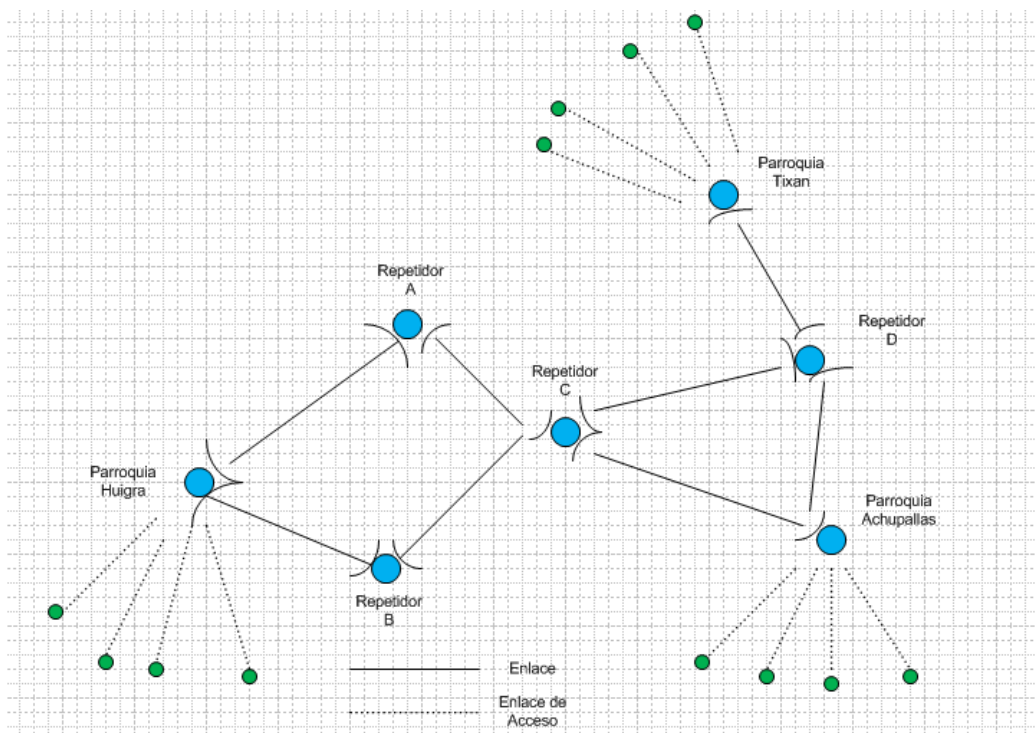 Parroquia
Tixan
Repetidor
A
Repetidor
D
Repetidor
C
Parroquia
Huigra
Parroquia
Achupallas
Repetidor
B
Enlace
Enlace de
Acceso